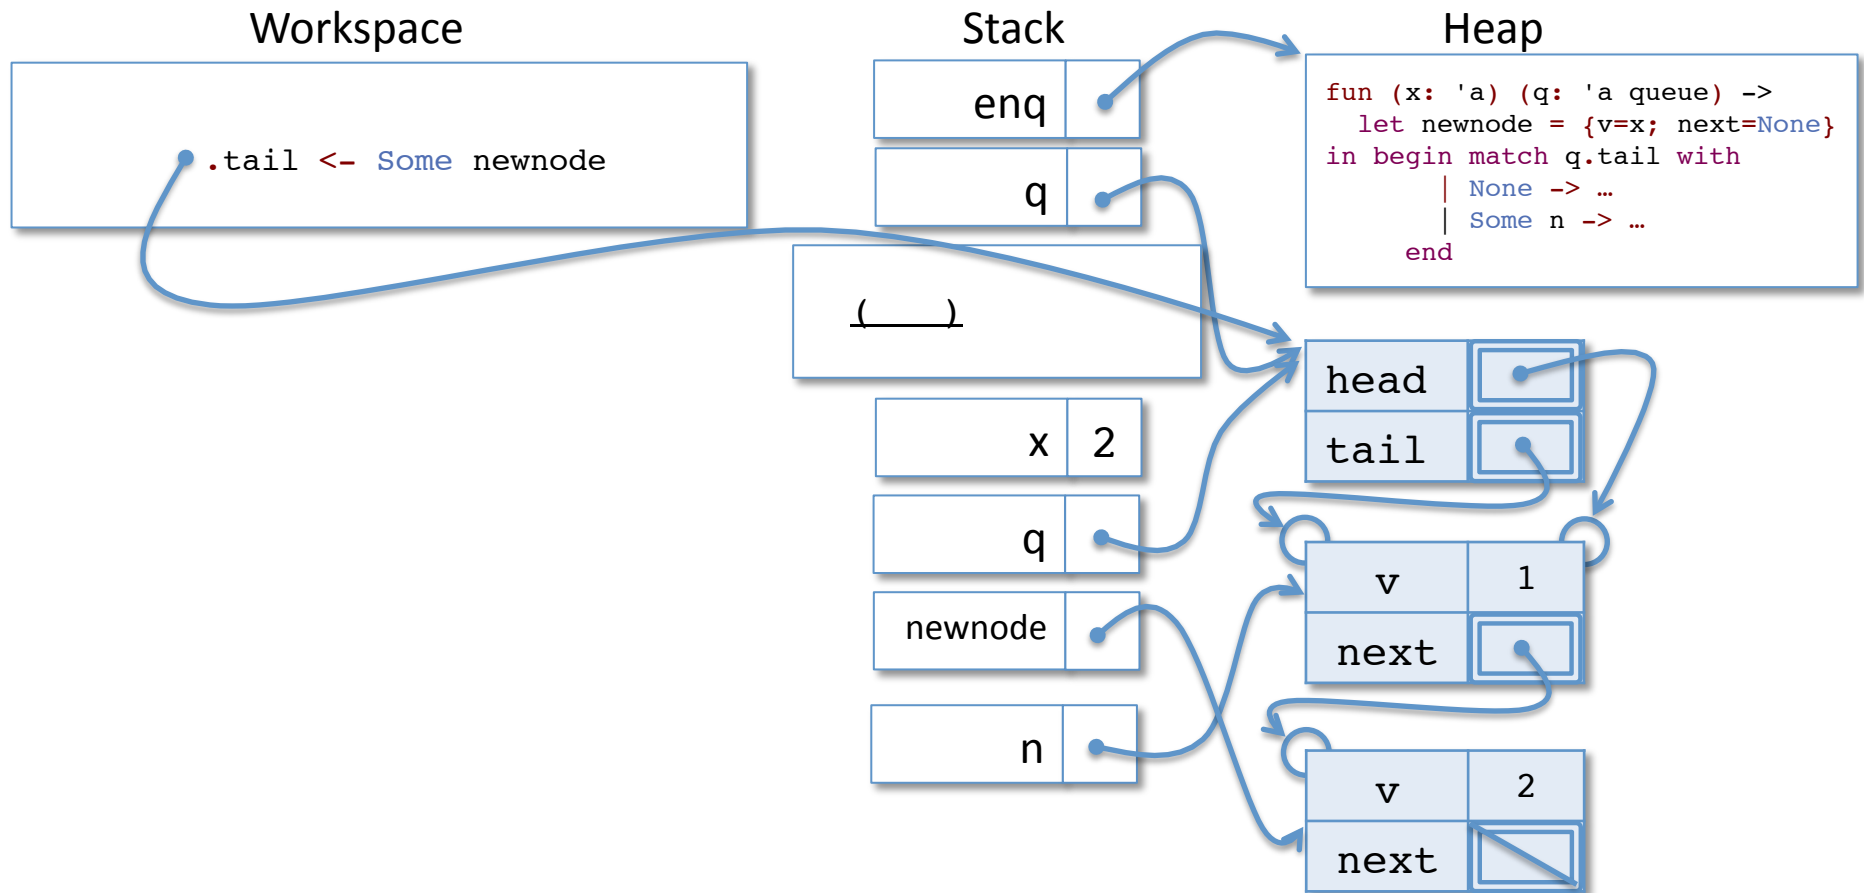 Workspace
Stack
Heap
.tail <- Some newnode
enq
q
(    )
x 2
q
newnode
n
fun (x: 'a) (q: 'a queue) ->
let newnode = {v=x; next=None}
in begin match q.tail with
| None -> …
| Some n -> …
end
head
tail
v 1
next
v 2
next